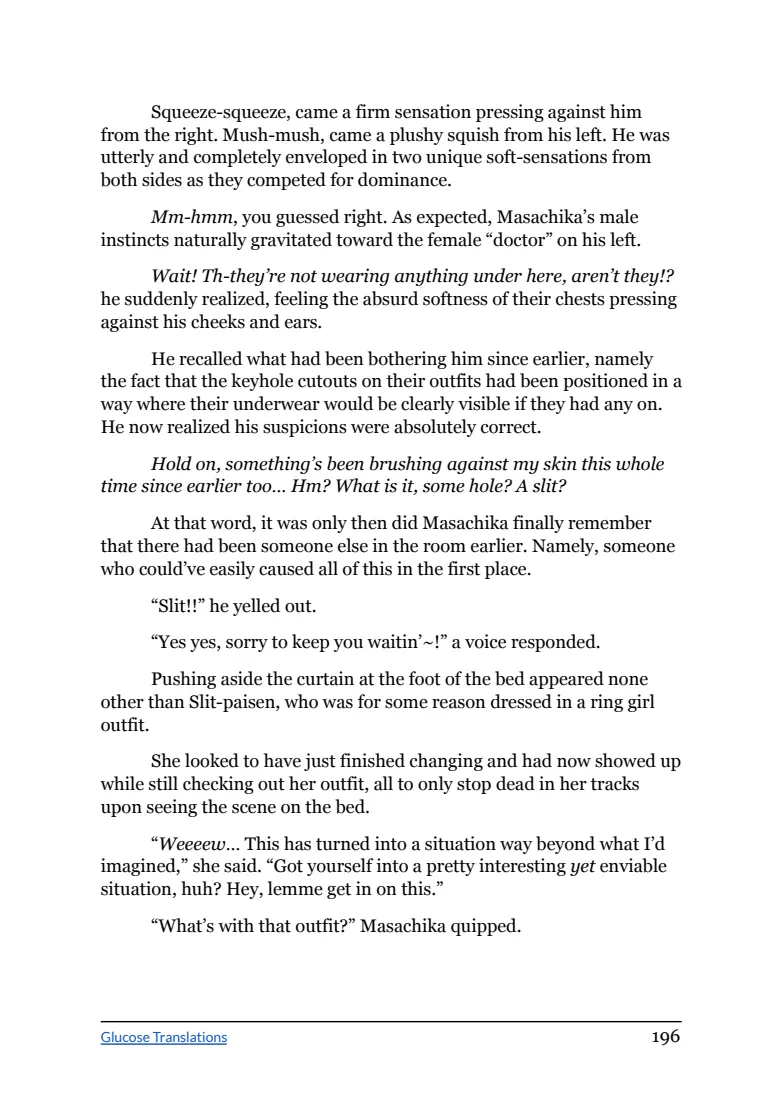 Squeeze-squeeze, came a firm sensation pressing against him
from the right. Mush-mush, came a plushy squish from his left. He was
utterly and completely enveloped in two unique soft-sensations from
both sides as they competed for dominance.
Mm-hmm, you guessed right. As expected, Masachika’s male
instincts naturally gravitated toward the female “doctor” on his left.
Wait! Th-they’re not wearing anything under here, aren’t they!?
he suddenly realized, feeling the absurd softness of their chests pressing
against his cheeks and ears.
He recalled what had been bothering him since earlier, namely
the fact that the keyhole cutouts on their outfits had been positioned in a
way where their underwear would be clearly visible if they had any on.
He now realized his suspicions were absolutely correct.
Hold on, something’s been brushing against my skin this whole
time since earlier too… Hm? What is it, some hole? A slit?
At that word, it was only then did Masachika finally remember
that there had been someone else in the room earlier. Namely, someone
who could’ve easily caused all of this in the first place.
“Slit!!” he yelled out.
“Yes yes, sorry to keep you waitin’~!” a voice responded.
Pushing aside the curtain at the foot of the bed appeared none
other than Slit-paisen, who was for some reason dressed in a ring girl
outfit.
She looked to have just finished changing and had now showed up
while still checking out her outfit, all to only stop dead in her tracks
upon seeing the scene on the bed.
“Weeeew… This has turned into a situation way beyond what I’d
imagined,” she said. “Got yourself into a pretty interesting yet enviable
situation, huh? Hey, lemme get in on this.”
“What’s with that outfit?” Masachika quipped.
Glucose Translations
196